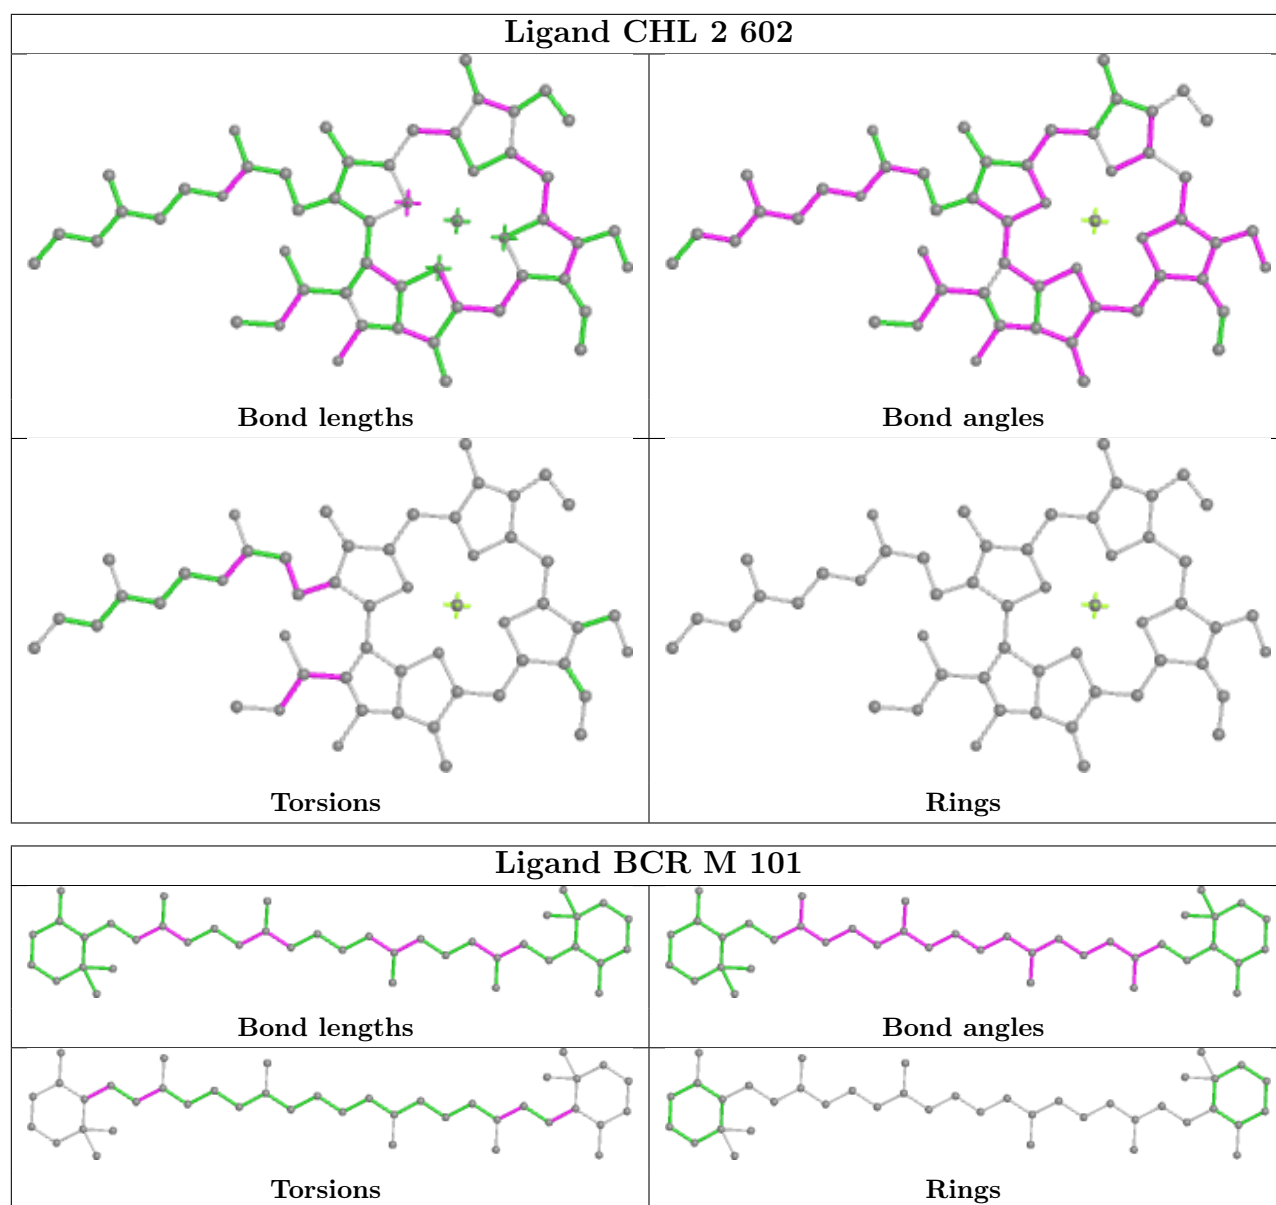 Ligand CHL 2 602
Bond lengths
Bond angles
Torsions
Rings
Ligand BCR M 101
Bond lengths
Bond angles
Torsions
Rings